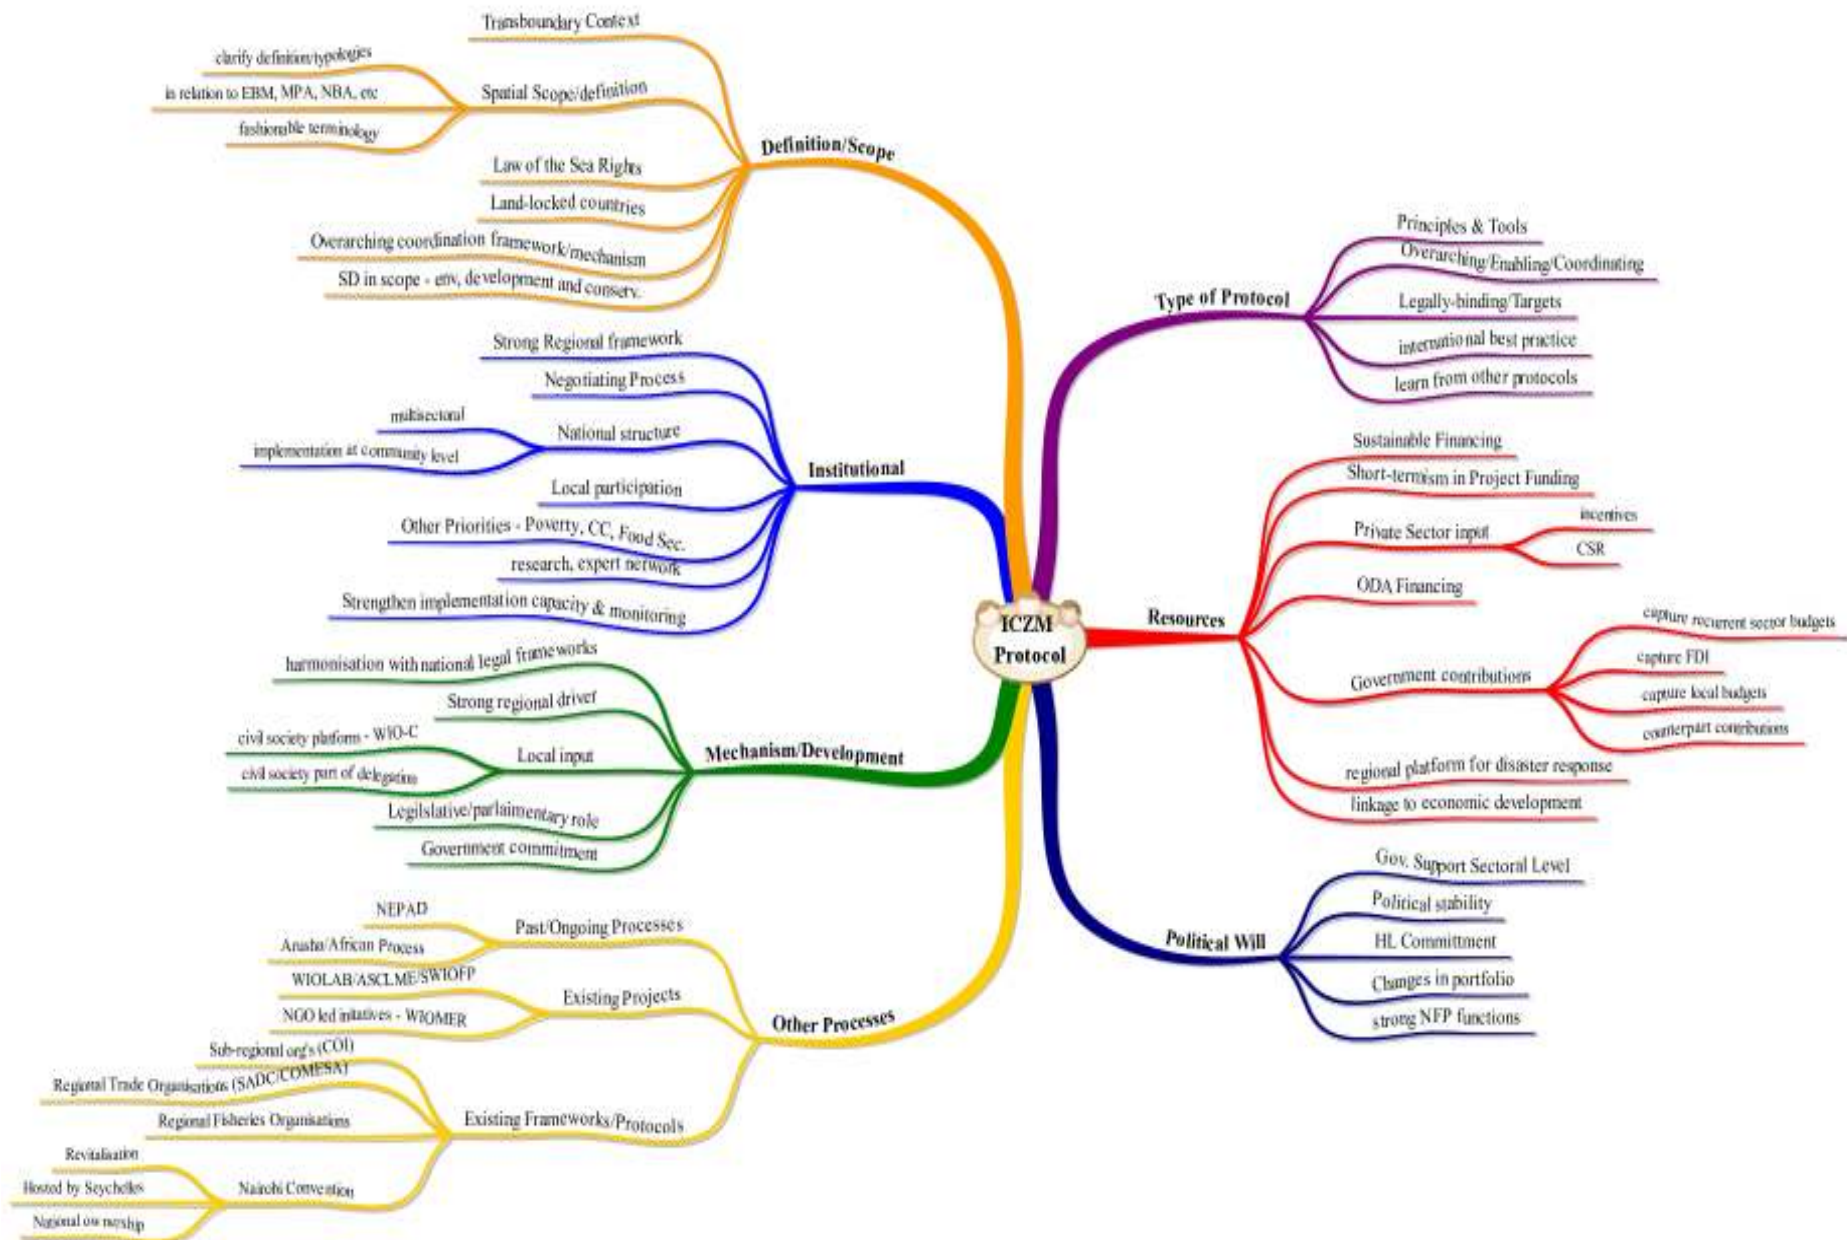 ICZM
Protocol
Definition/Scope
Transboundary Context
Spatial Scope/definition
clarify definition/typologies
in relation to EBM, MPA, NBA, etc
fashionable terminology
Law of the Sea Rights
Land-locked countries
Overarching coordination framework/mechanism
SD in scope - env, development and conserv.
Institutional
Strong Regional framework
Negotiating Process
National structure
multisectoral
implementation at community level
Local participation
Other Priorities - Poverty, CC, Food Sec.
research, expert network
Strengthen implementation capacity & monitoring
Mechanism/Development
harmonisation with national legal frameworks
Strong regional driver
Local input
civil society platform - WIO-C
civil society part of delegation
Legilslative/parlaimentary role
Government commitment
Other Processes
Past/Ongoing Processes
NEPAD
Arusha/African Process
Existing Projects
WIOLAB/ASCLME/SWIOFP
NGO led initatives - WIOMER
Existing Frameworks/Protocols
Sub-regional org's (COI)
Regional Trade Organisations (SADC/COMESA)
Regional Fisheries Organisations
Nairobi Convention
Revitalisation
Hosted by Seychelles
National ownership
Type of Protocol
Principles & Tools
Overarching/Enabling/Coordinating
Legally-binding/Targets
international best practice
learn from other protocols
Resources
Sustainable Financing
Short-termism in Project Funding
Private Sector input
incentives
CSR
ODA Financing
Government contributions
capture recurrent sector budgets
capture FDI
capture local budgets
counterpart contributions
regional platform for disaster response
linkage to economic development
Political Will
Gov. Support Sectoral Level
Political stability
HL Committment
Changes in portfolio
strong NFP functions